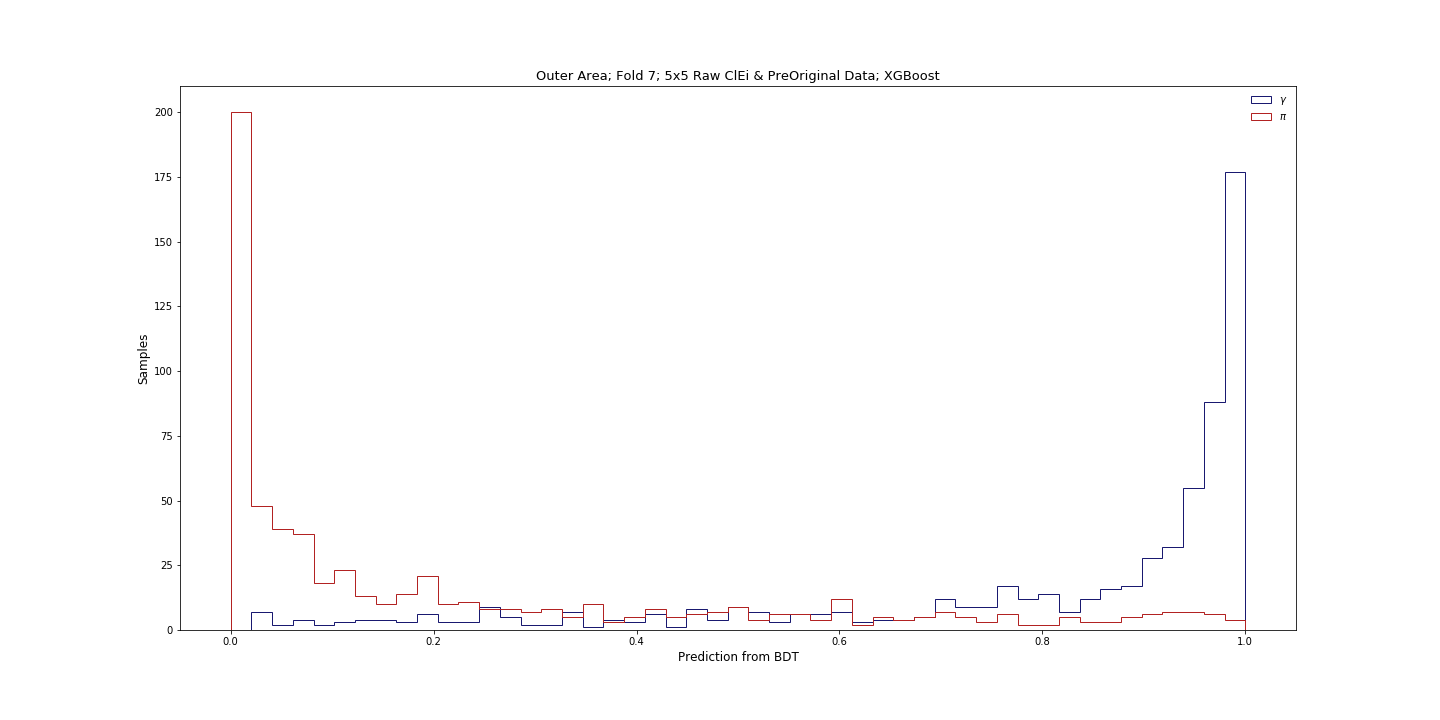 Outer Area; Fold 7; 5x5 Raw ClEi & PreOriginal Data; XGBoost
γ
π
200
175
150
125
100
75
50
25
0
Samples
0.0 0.2 0.4 0.6 0.8 1.0
Prediction from BDT